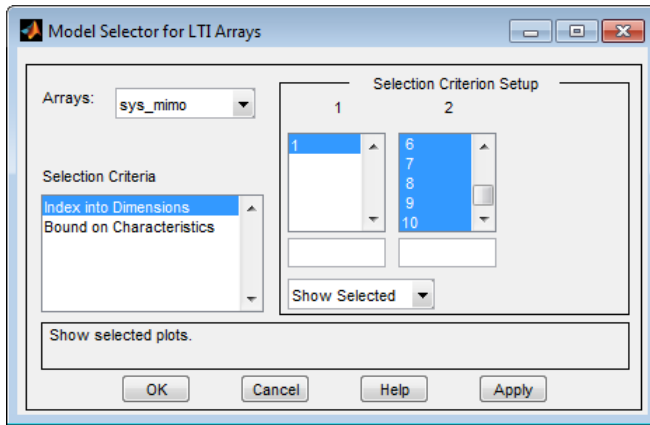 Model Selector for LTI Arrays
Arrays:
sys_mimo
Selection Criteria
Index into Dimensions
Bound on Characteristics
Selection Criterion Setup
1 2
1
6
7
8
9
10
Show Selected
Show selected plots.
OK Cancel Help Apply